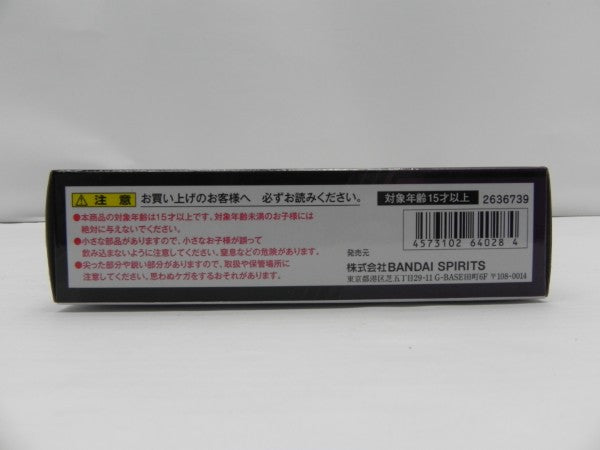 注意 お買い上げのお客様へ 必ずお読みください。 対象年齢15才以上 2636739
●本商品の対象年齢は15才以上です。対象年齢未満のお子様には
絶対に与えないでください。
●小さな部品がありますので、小さなお子様が誤って
飲み込まないように注意してください。窒息などの危険があります。
●尖った部分や鋭い部分がありますので、取扱や保管場所に
注意してください。思わぬケガをするおそれがあります。
4573102 64028 4
発売元
株式会社BANDAI SPIRITS
東京都港区芝五丁目29-11 G-BASE田町6F 〒108-0014